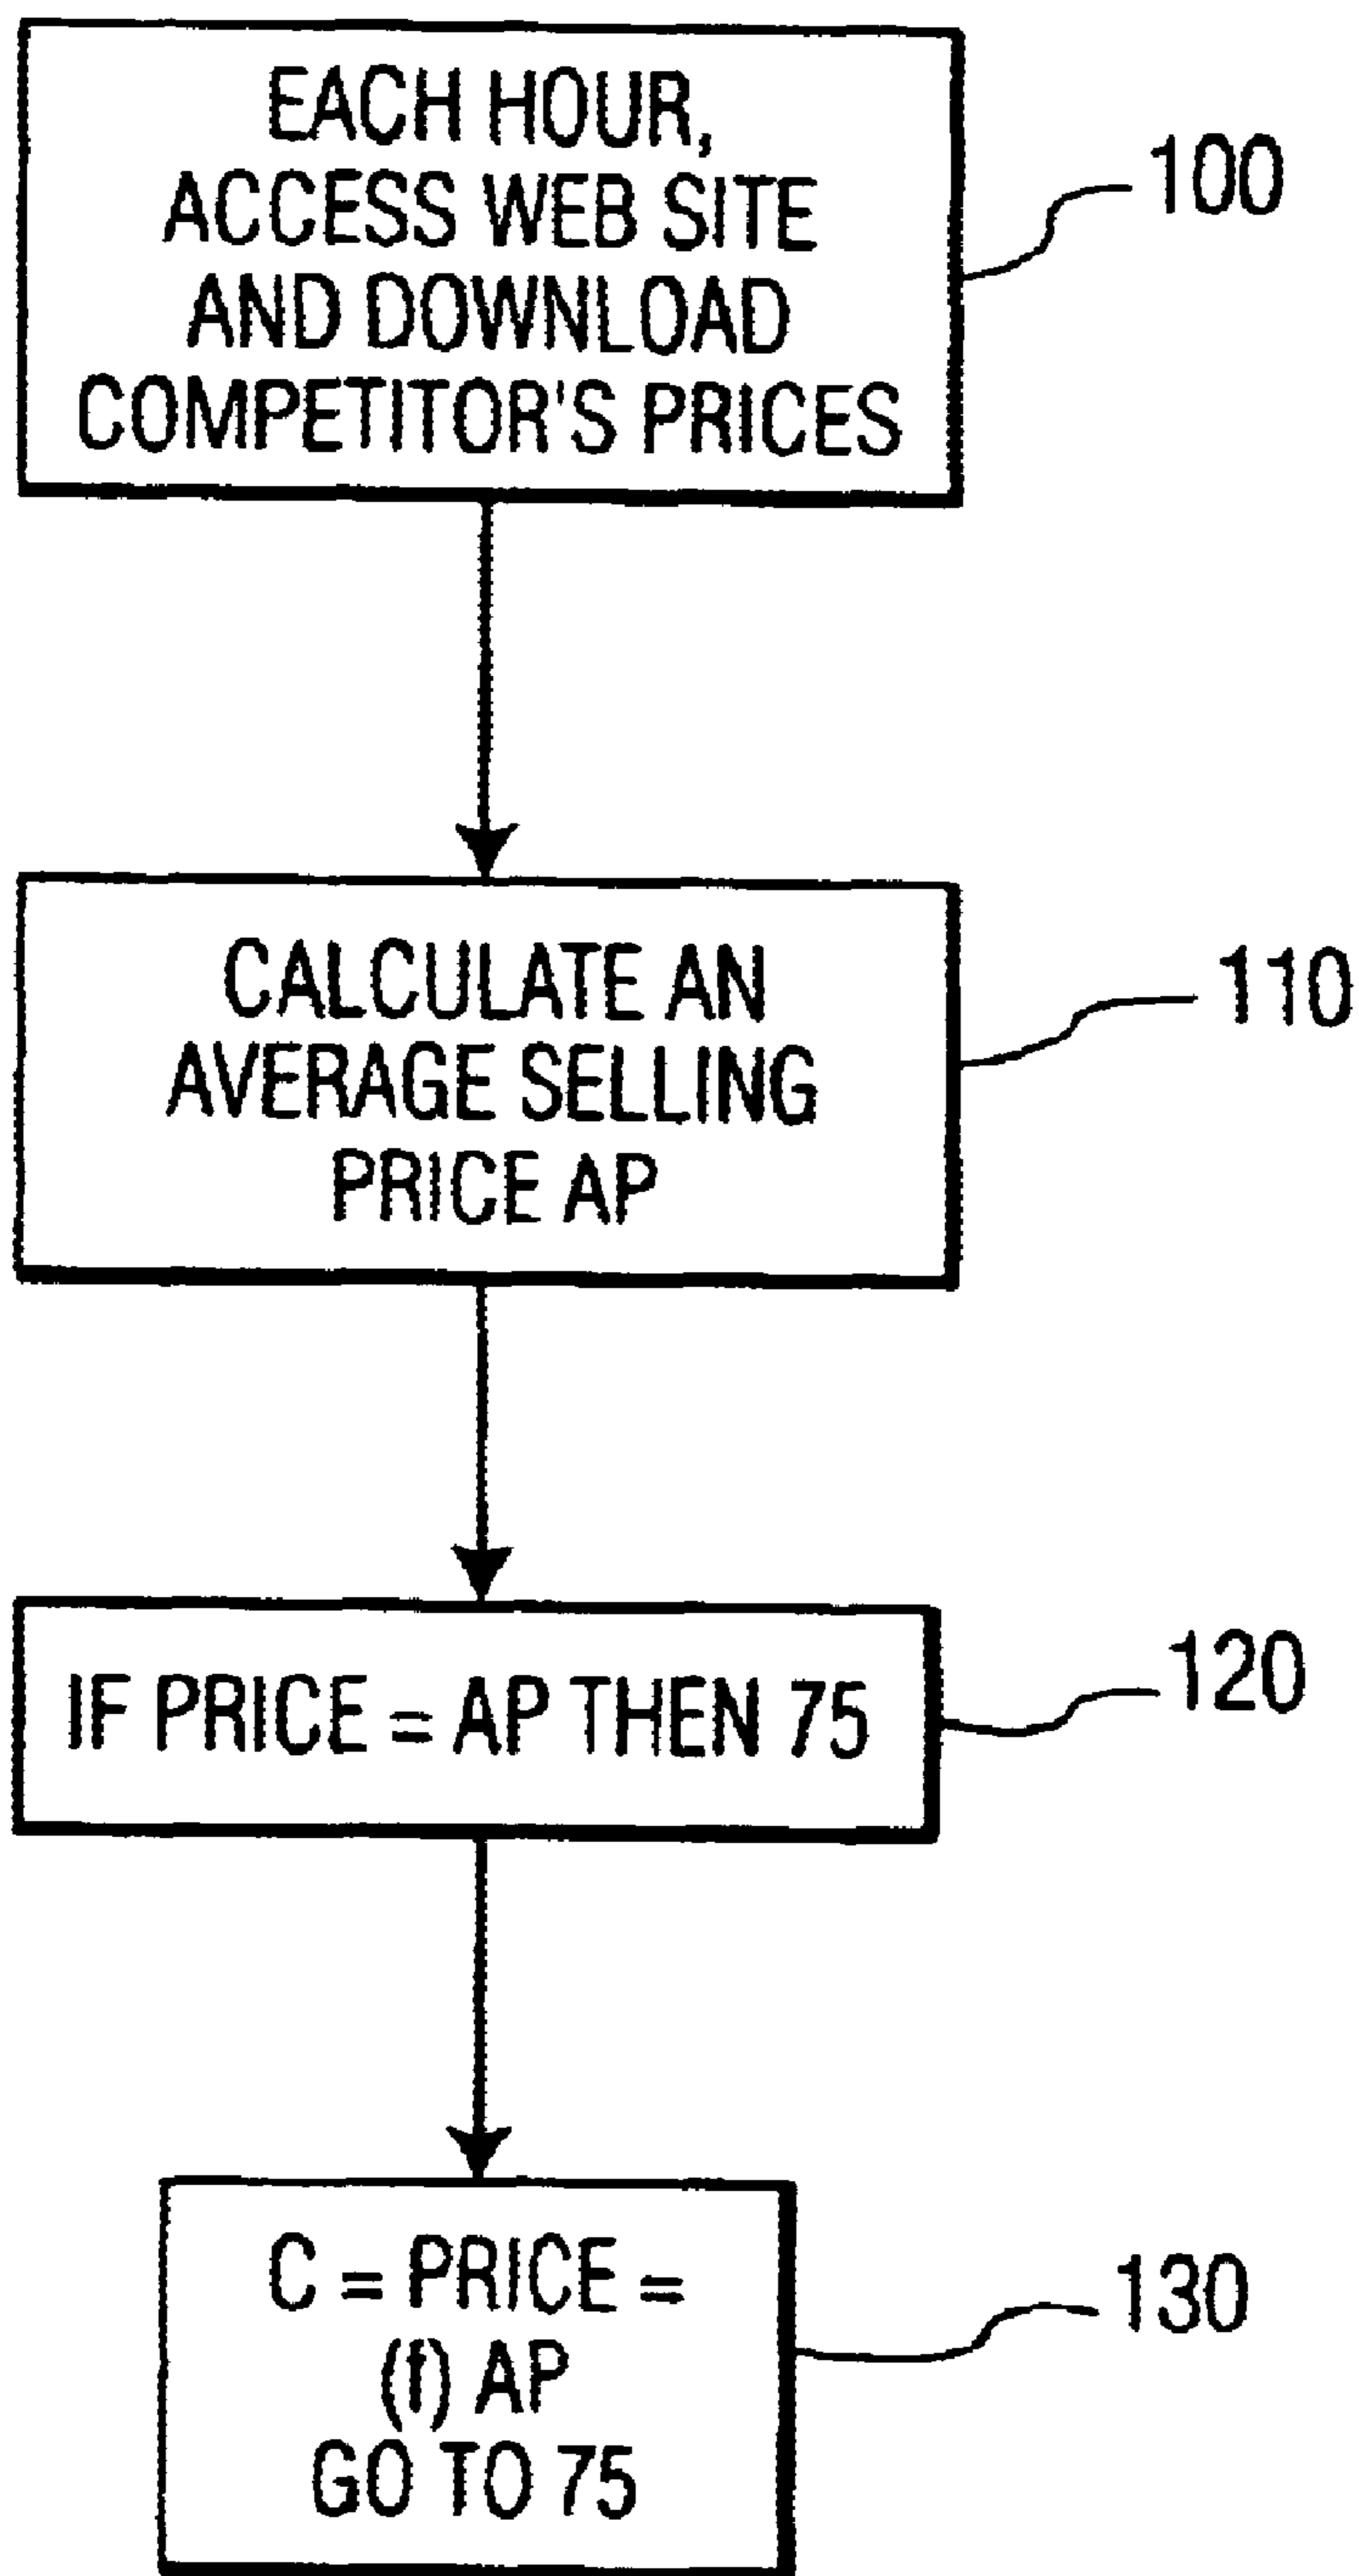 EACH HOUR,
ACCESS WEB SITE
AND DOWNLOAD
COMPETITOR'S PRICES
100
CALCULATE AN
AVERAGE SELLING
PRICE AP
110
IF PRICE = AP THEN 75
120
C = PRICE =
(f) AP
GO TO 75
130